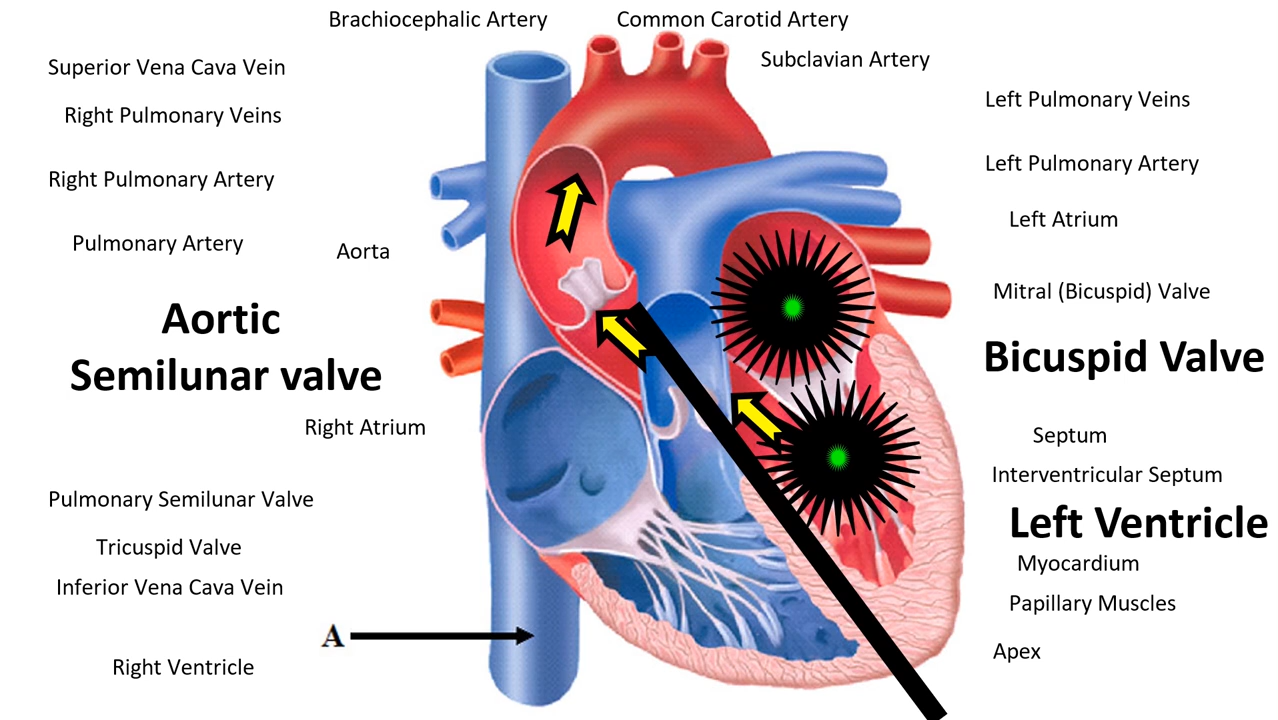 Brachiocephalic Artery
Common Carotid Artery
Subclavian Artery
Superior Vena Cava Vein
Right Pulmonary Veins
Right Pulmonary Artery
Pulmonary Artery
Aorta
Aortic
Semilunar valve
Right Atrium
Pulmonary Semilunar Valve
Tricuspid Valve
Inferior Vena Cava Vein
A
Right Ventricle
Left Pulmonary Veins
Left Pulmonary Artery
Left Atrium
Mitral (Bicuspid) Valve
Bicuspid Valve
Septum
Interventricular Septum
Left Ventricle
Myocardium
Papillary Muscles
Apex